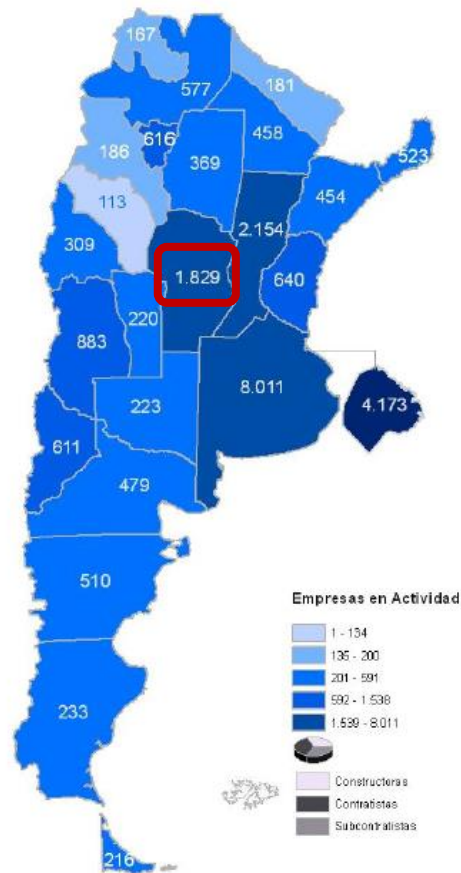 167
577
181
616
458
186
369
523
113
454
2.154
309
1.829
640
220
883
8.011
223
4.173
611
479
510
Empresas en Actividad
1 - 134
135 - 200
201 - 591
592 - 1.538
1.539 - 8.011
233
Constructoras
Contratistas
Subcontratistas
216